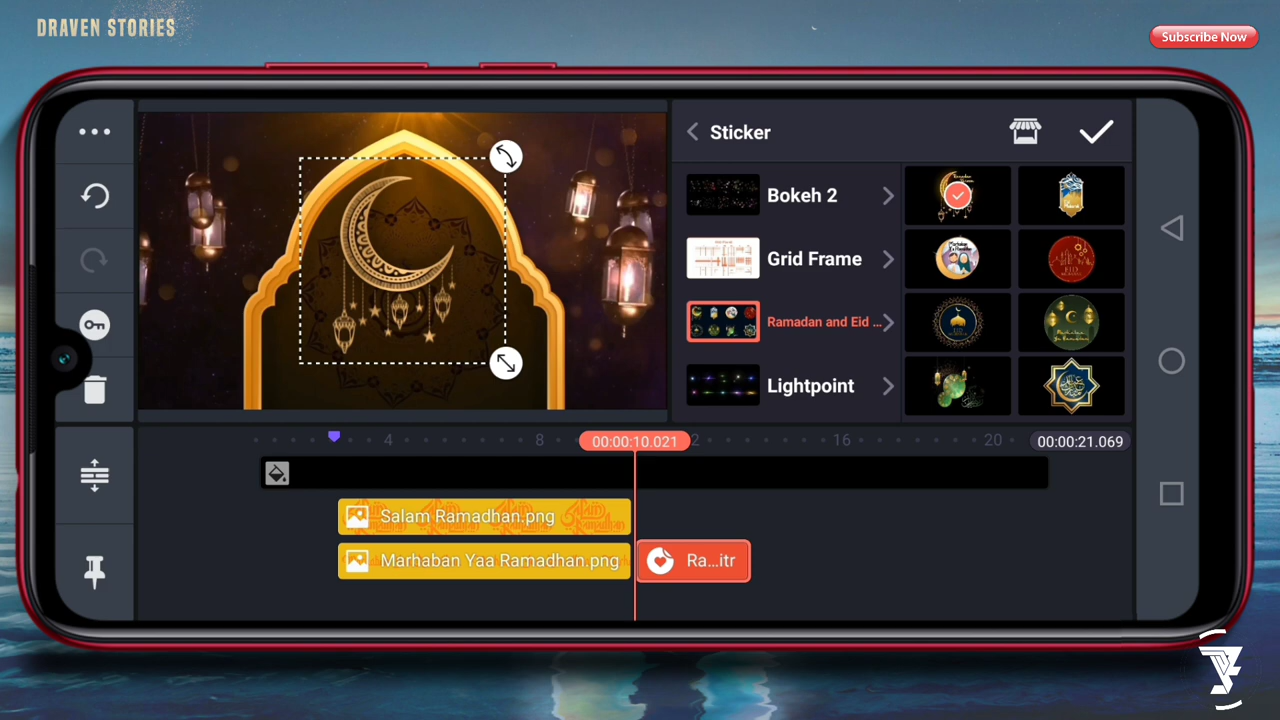 DRAVEN STORIES
Subscribe Now
Sticker
Bokeh 2
Grid Frame
Ramadan and Eid ...
Lightpoint
4
8
00:00:10.021
2
16
20
00:00:21.069
Salam Ramadhan.png
Marhaban Yaa Ramadhan.png
Ra...itr